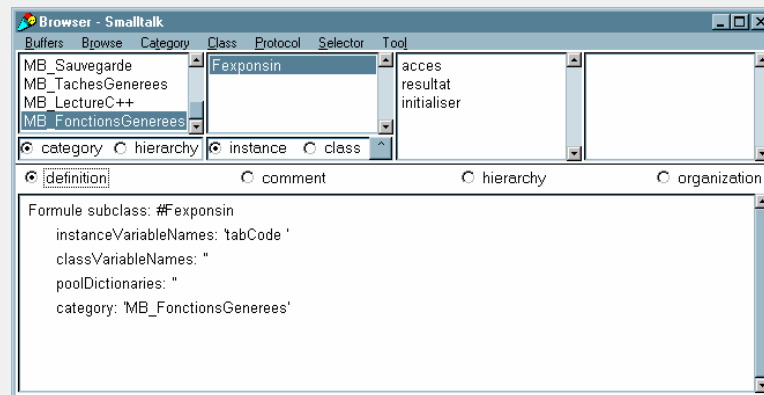 Browser - Smalltalk
Buffers Browse Category Class Protocol Selector Tool
MB_Sauvegarde
MB_TachesGenerees
MB_LectureC++
MB_FonctionsGenerees
Fexponsin
acces
resultat
initialiser
category hierarchy instance class ^
definition comment hierarchy organization
Formule subclass: #Fexponsin
instanceVariableNames: 'tabCode '
classVariableNames: ''
poolDictionaries: ''
category: 'MB_FonctionsGenerees'